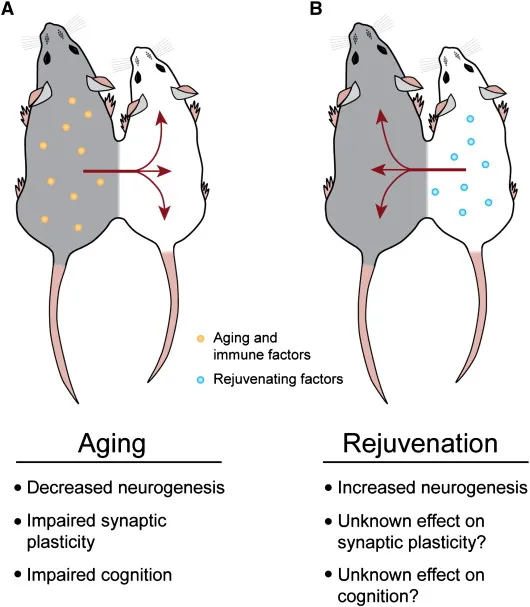 A
B
Aging and
immune factors
Rejuvenating factors
Aging
• Decreased neurogenesis
• Impaired synaptic
plasticity
• Impaired cognition
Rejuvenation
• Increased neurogenesis
• Unknown effect on
synaptic plasticity?
• Unknown effect on
cognition?